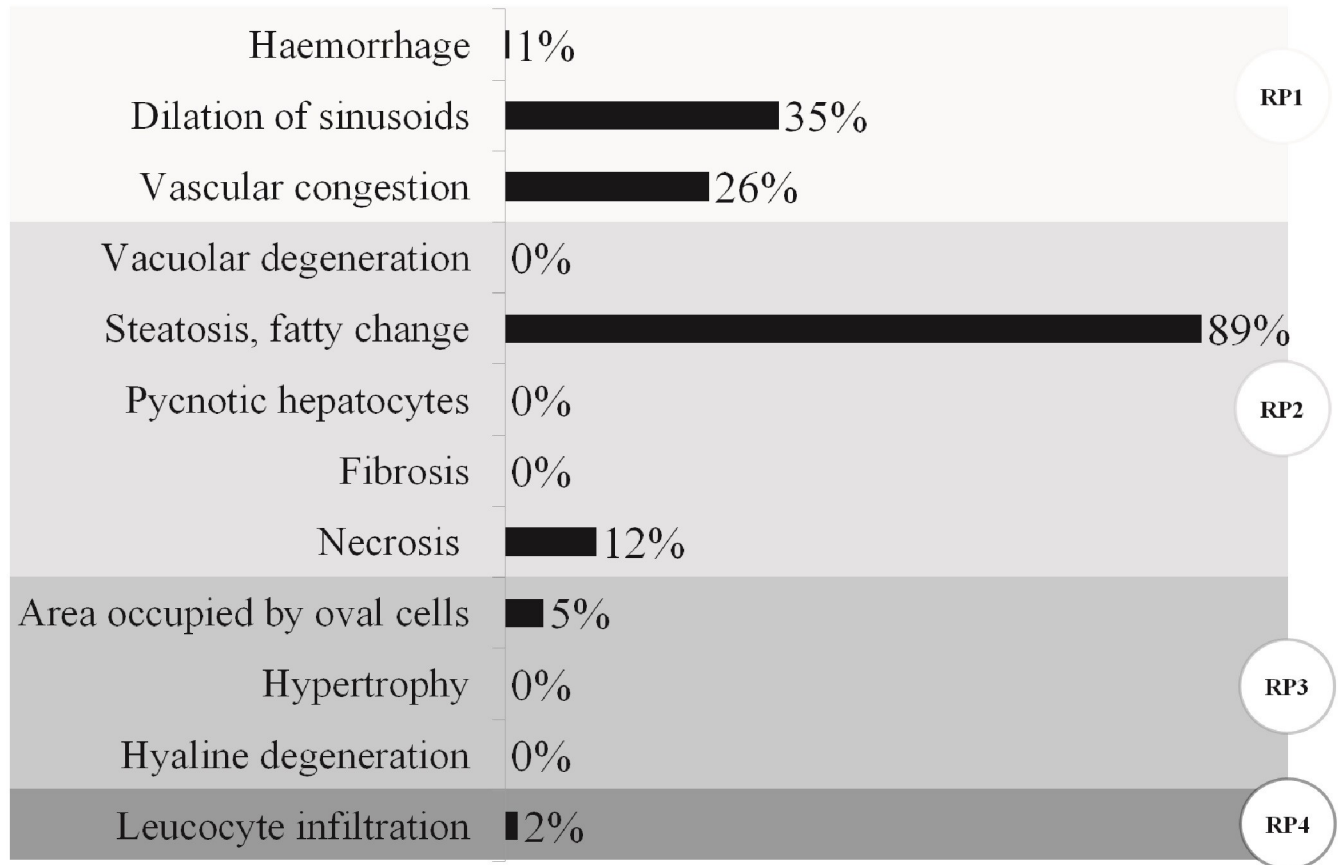 Haemorrhage 1%
Dilation of sinusoids 35%
RP1
Vascular congestion 26%
Vacuolar degeneration 0%
Steatosis, fatty change 89%
Pycnotic hepatocytes 0%
RP2
Fibrosis 0%
Necrosis 12%
Area occupied by oval cells 5%
Hypertrophy 0%
RP3
Hyaline degeneration 0%
Leucocyte infiltration 2%
RP4